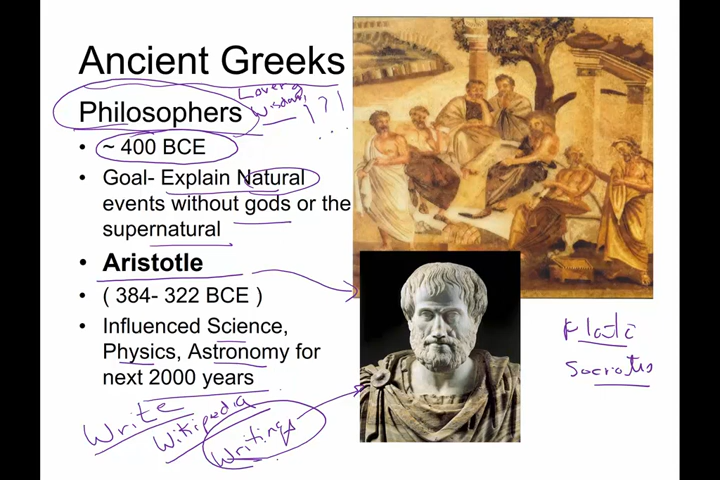 Ancient Greeks
Lover of
Philosophers
Wisdom
~ 400 BCE
Goal- Explain Natural
events without gods or the
supernatural
Aristotle
( 384- 322 BCE )
Influenced Science,
Physics, Astronomy for
next 2000 years
Plato
Socrates
Write
Wikipedia
Writings